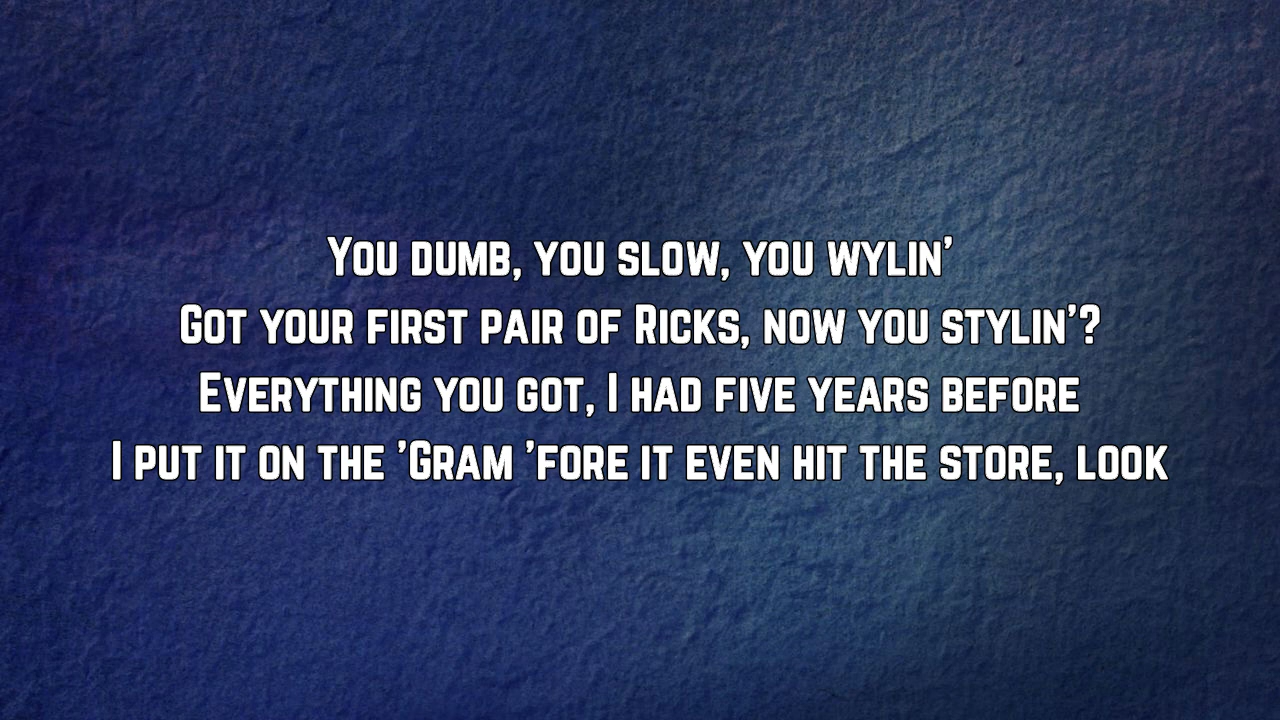 You dumb, you slow, you wylin'
Got your first pair of Ricks, now you stylin'?
Everything you got, I had five years before
I put it on the 'Gram 'fore it even hit the store, look